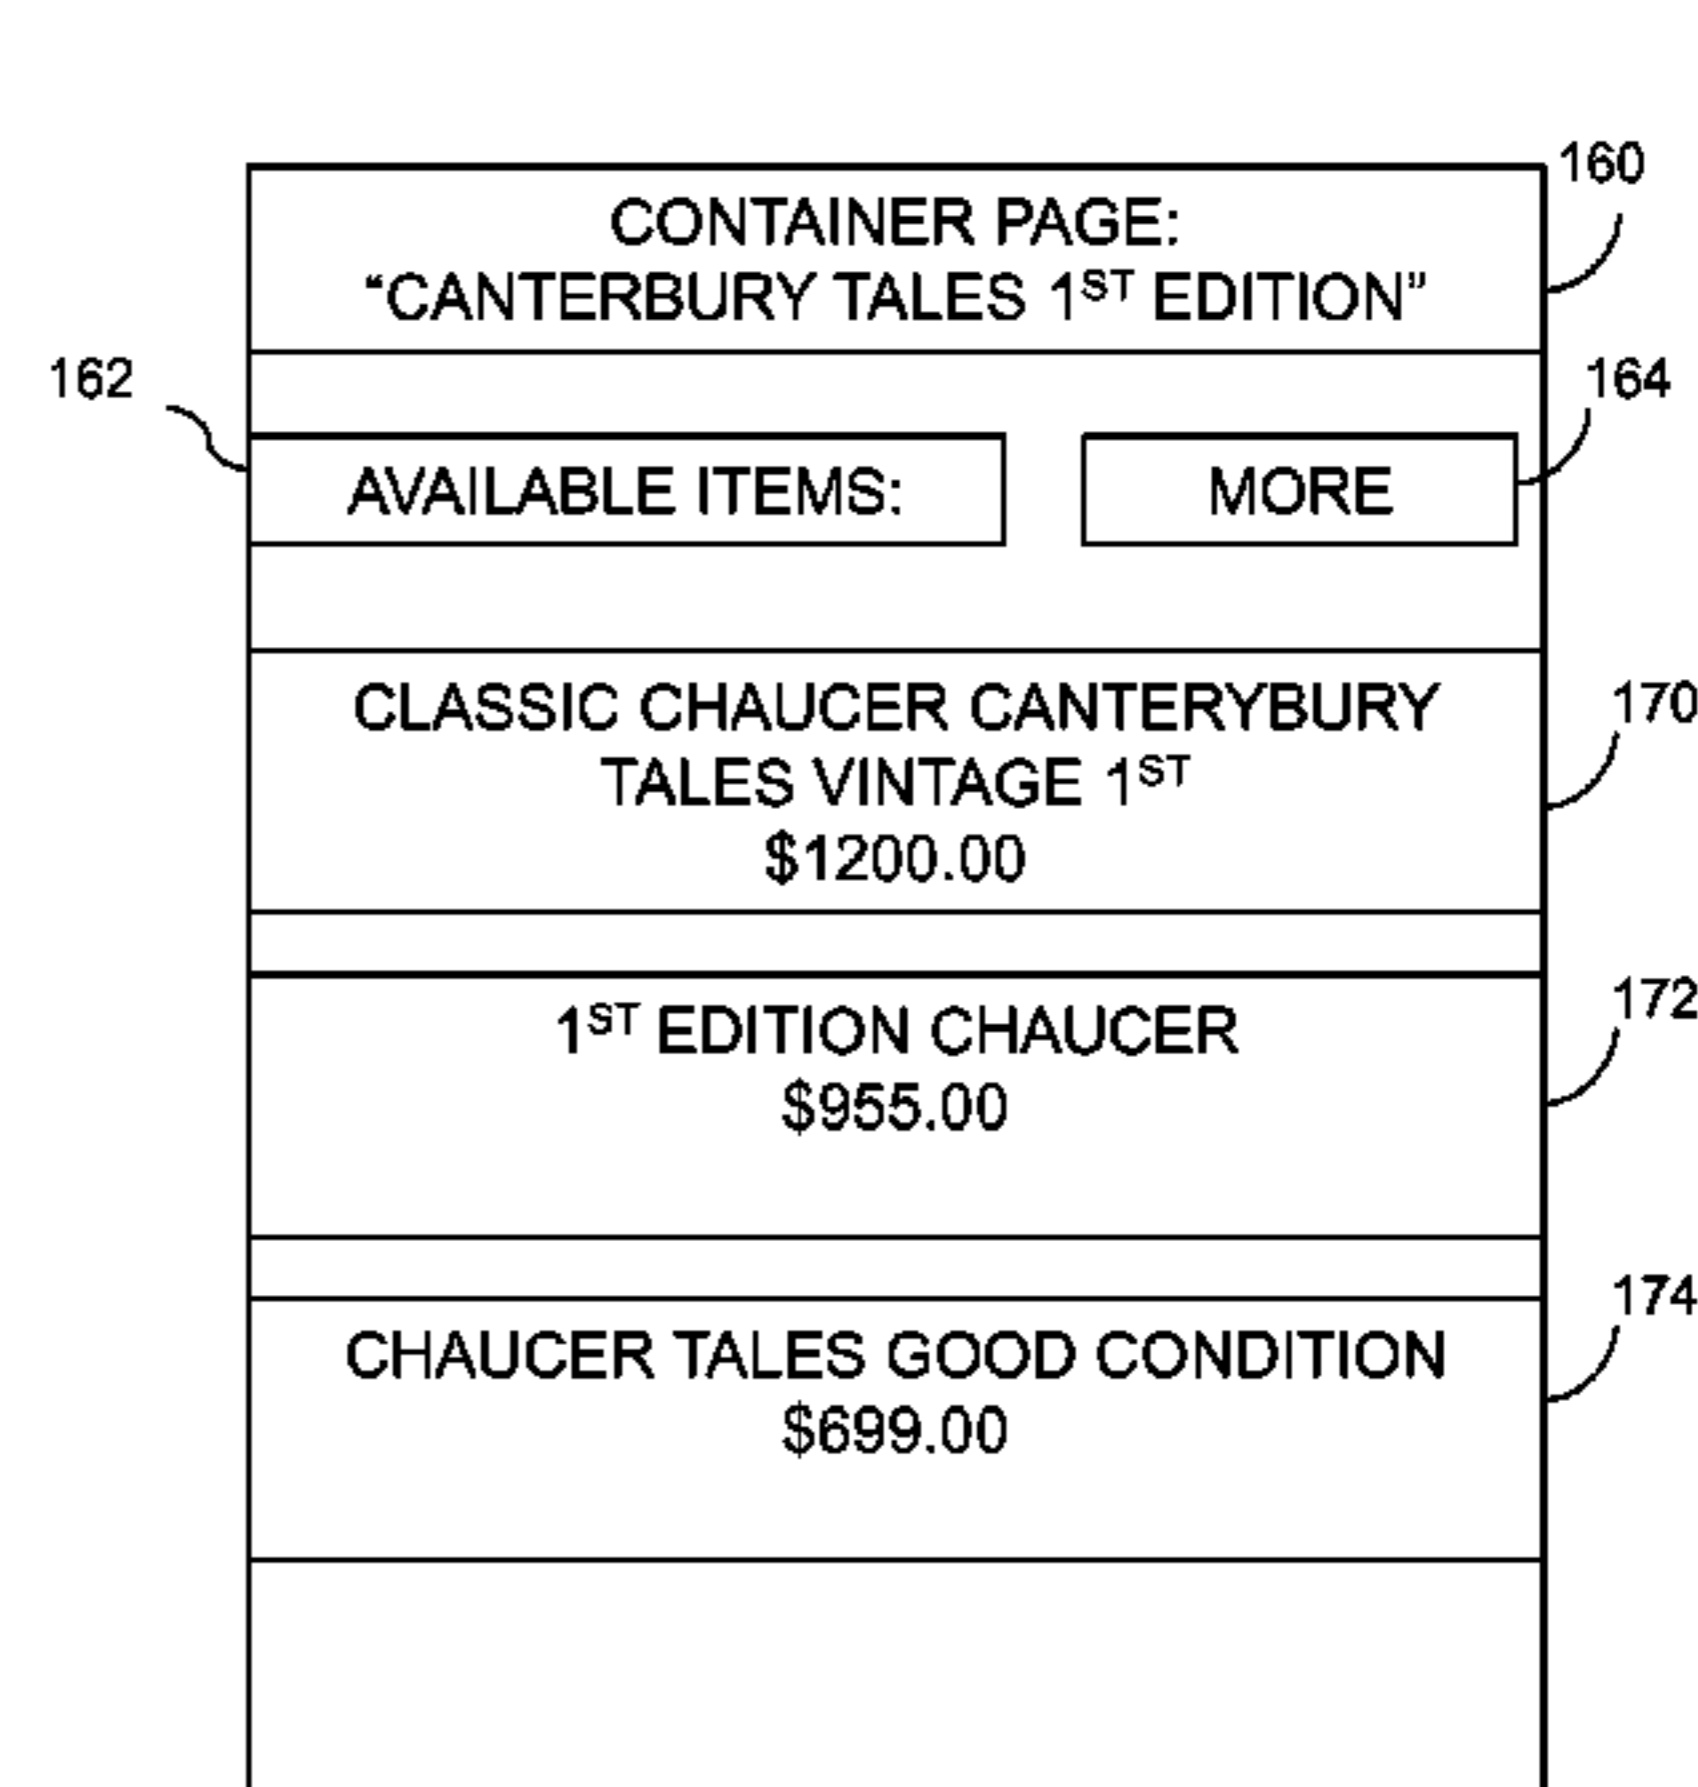 160
CONTAINER PAGE:
“CANTERBURY TALES 1ST EDITION”
162
164
AVAILABLE ITEMS:
MORE
CLASSIC CHAUCER CANTERYBURY
170
TALES VINTAGE 1ST
$1200.00
172
1ST EDITION CHAUCER
$955.00
174
CHAUCER TALES GOOD CONDITION
$699.00